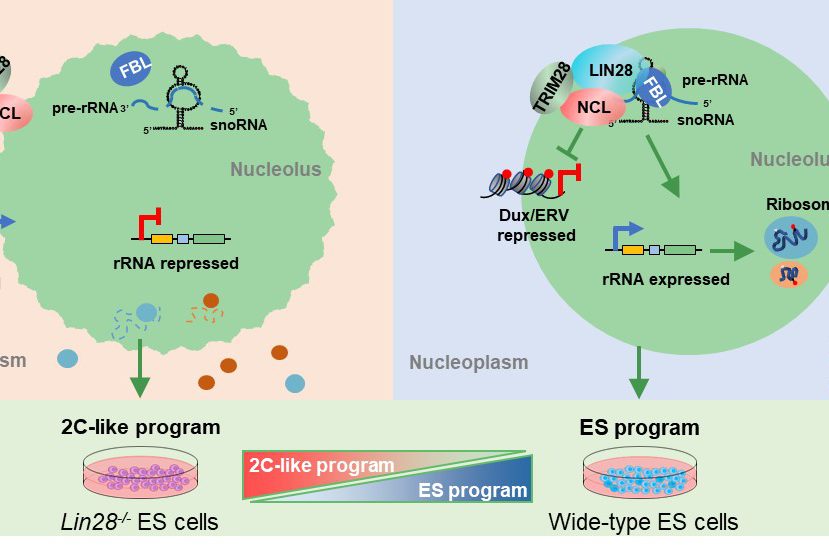 FBL
pre-rRNA 3'
5'
5'
snoRNA
Nucleolus
rRNA repressed
8
CL
sm
TRIM28
LIN28
NCL
FBL
pre-rRNA
5'
5'
snoRNA
Nucleolu
Dux/ERV
repressed
Riboson
rRNA expressed
Nucleoplasm
2C-like program
ES program
2C-like program
ES program
Lin28-/- ES cells
Wide-type ES cells